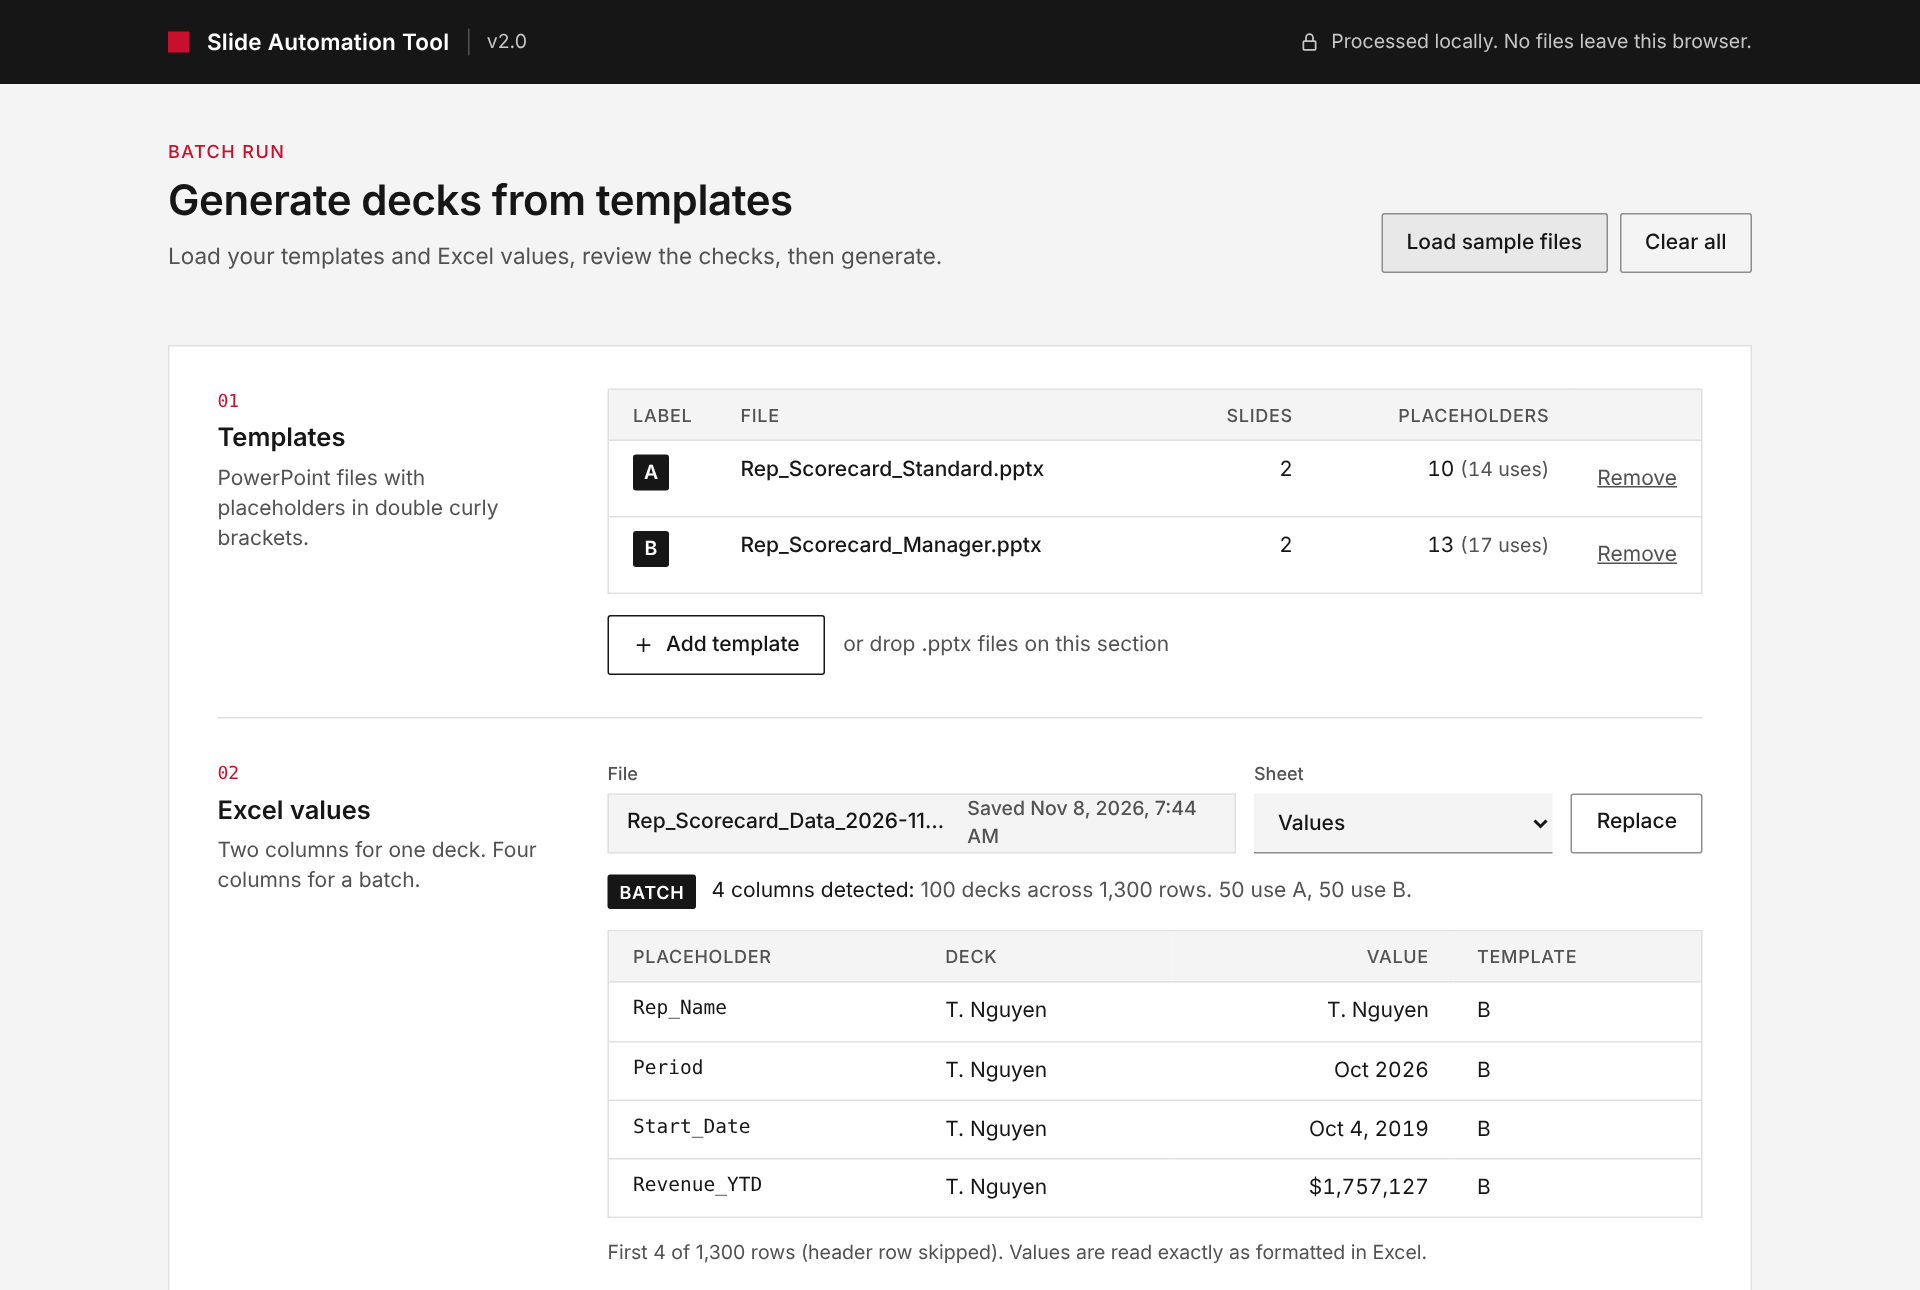 Slide Automation Tool v2.0 Processed locally. No files leave this browser.
BATCH RUN
Generate decks from templates
Load your templates and Excel values, review the checks, then generate.
Load sample files Clear all
01
Templates
PowerPoint files with
placeholders in double curly
brackets.
LABEL FILE SLIDES PLACEHOLDERS
A Rep_Scorecard_Standard.pptx 2 10 (14 uses) Remove
B Rep_Scorecard_Manager.pptx 2 13 (17 uses) Remove
+ Add template or drop .pptx files on this section
02
Excel values
Two columns for one deck. Four
columns for a batch.
File Sheet
Rep_Scorecard_Data_2026-11... Saved Nov 8, 2026, 7:44
AM
Values Replace
BATCH 4 columns detected: 100 decks across 1,300 rows. 50 use A, 50 use B.
PLACEHOLDER DECK VALUE TEMPLATE
Rep_Name T. Nguyen T. Nguyen B
Period T. Nguyen Oct 2026 B
Start_Date T. Nguyen Oct 4, 2019 B
Revenue_YTD T. Nguyen $1,757,127 B
First 4 of 1,300 rows (header row skipped). Values are read exactly as formatted in Excel.